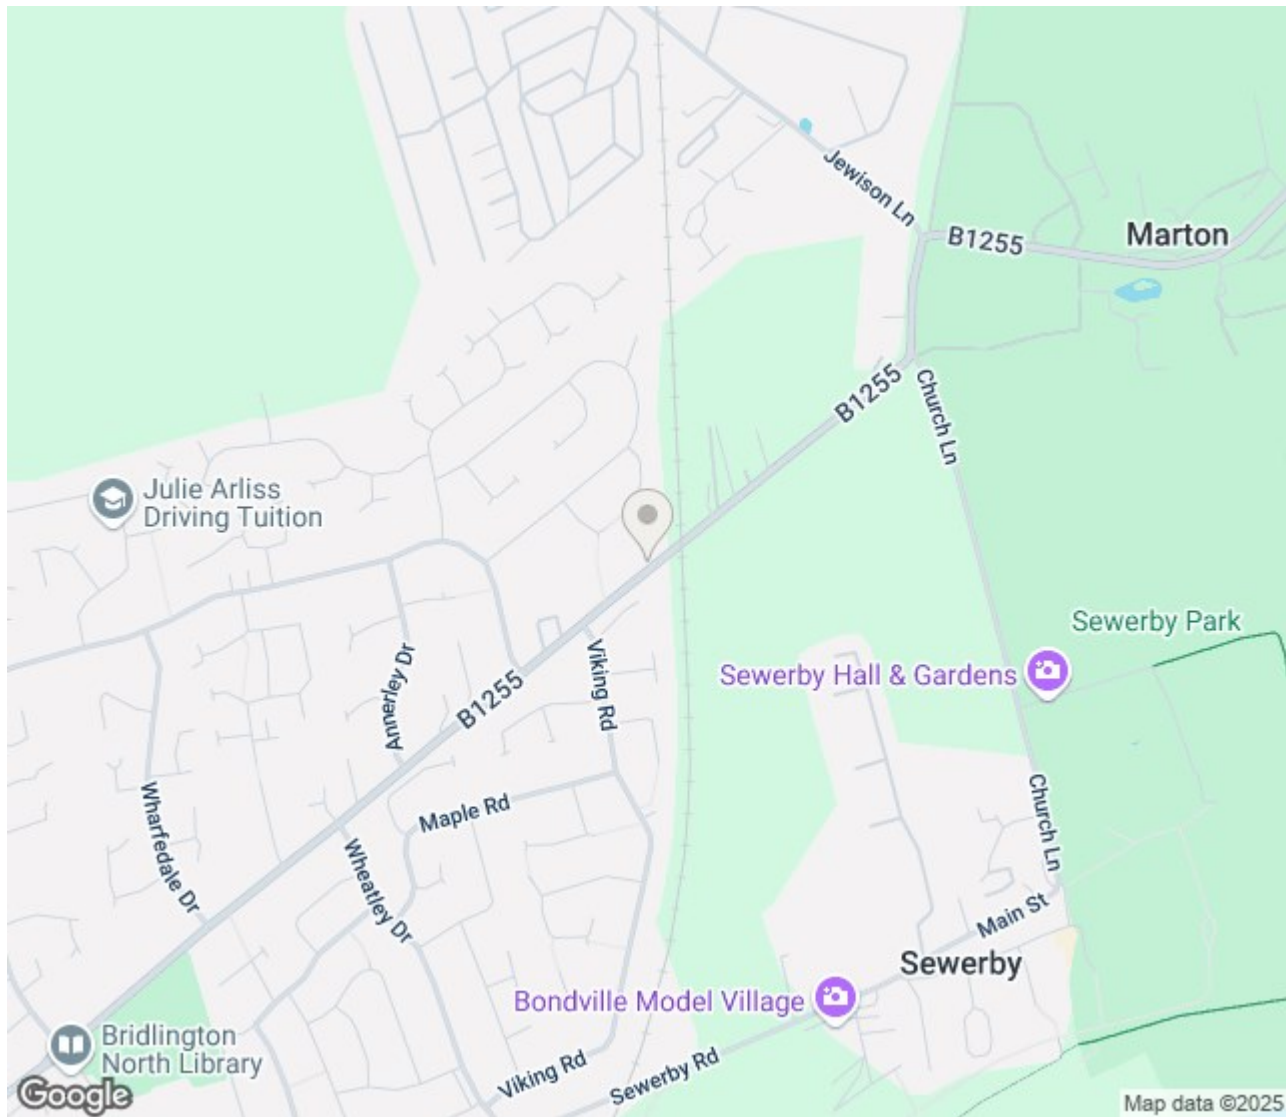 Jewison Ln
B1255
Marton
B1255
Church Ln
Julie Arliss
Driving Tuition
Sewerby Park
Sewerby Hall & Gardens
Annerley Dr
B1255
Viking Rd
Maple Rd
Wharfedale Dr
Wheatley Dr
Church Ln
Main St
Sewerby
Bondville Model Village
Bridlington
North Library
Viking Rd
Sewerby Rd
Google
Map data ©2025